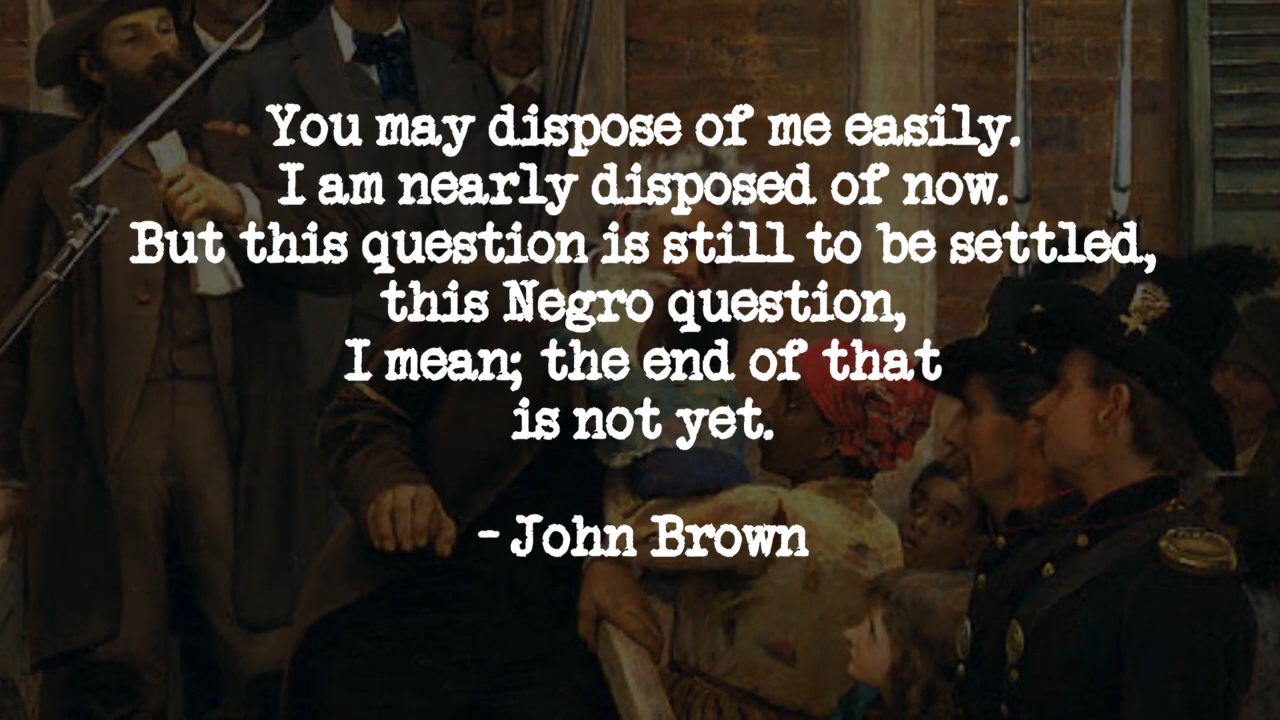 You may dispose of me easily.
I am nearly disposed of now.
But this question is still to be settled,
this Negro question,
I mean; the end of that
is not yet.
- John Brown